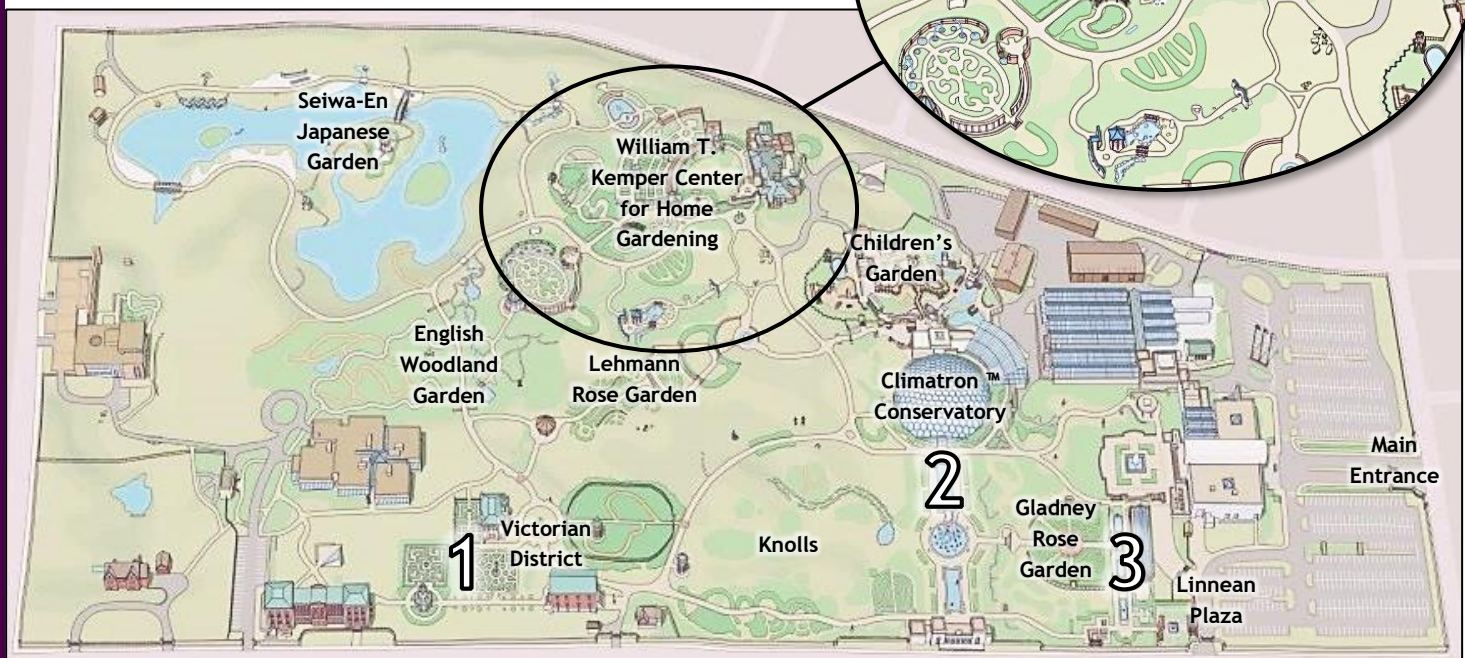 Seiwa-En
Japanese
Garden
William T.
Kemper Center
for Home
Gardening
Children's
Garden
English
Woodland
Garden
Lehmann
Rose Garden
Climatron ™
Conservatory
Main
Entrance
2
Gladney
Rose
Garden
Victorian
District
1
Knolls
3
Linnean
Plaza